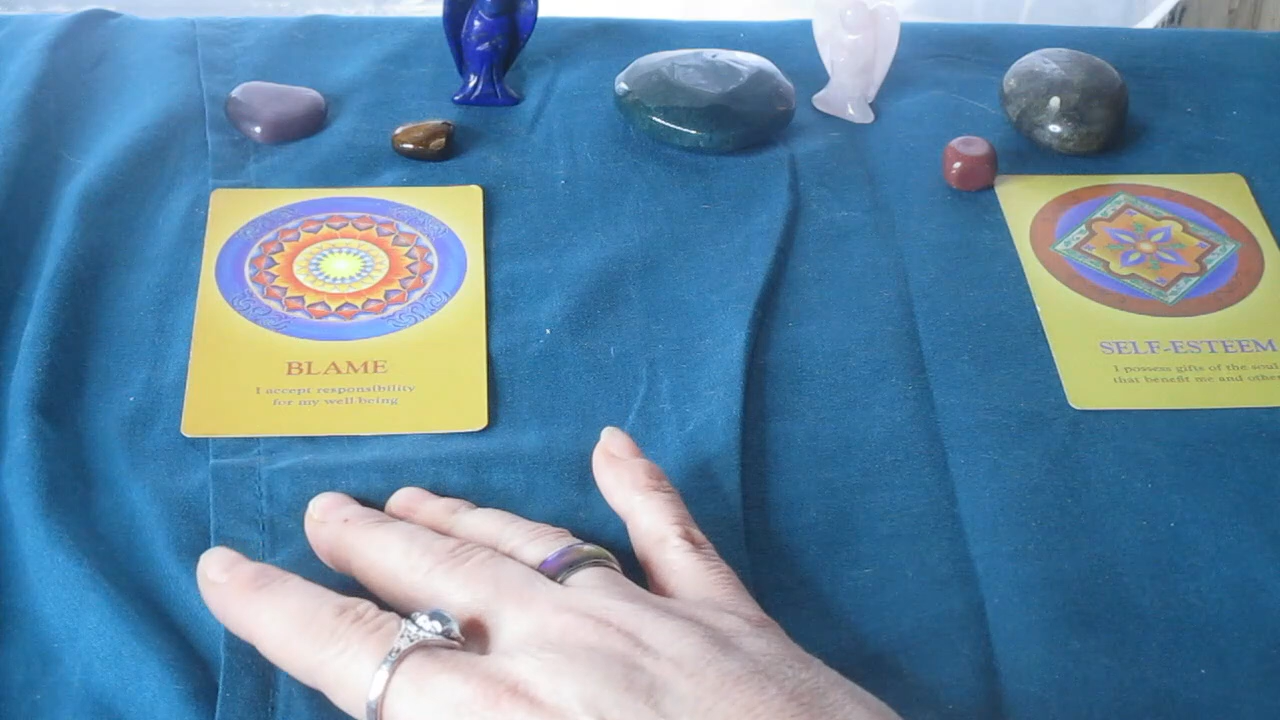 BLAME
I accept responsibility
for my well being
SELF-ESTEEM
I possess gifts of the soul
that benefit me and other